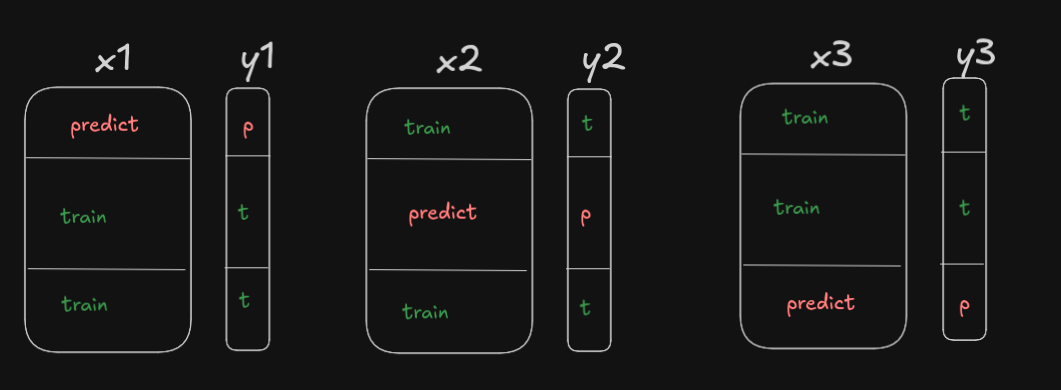 x1 y1 x2 y2 x3 y3
predict p train t train t
train t predict p train t
train t train t predict p